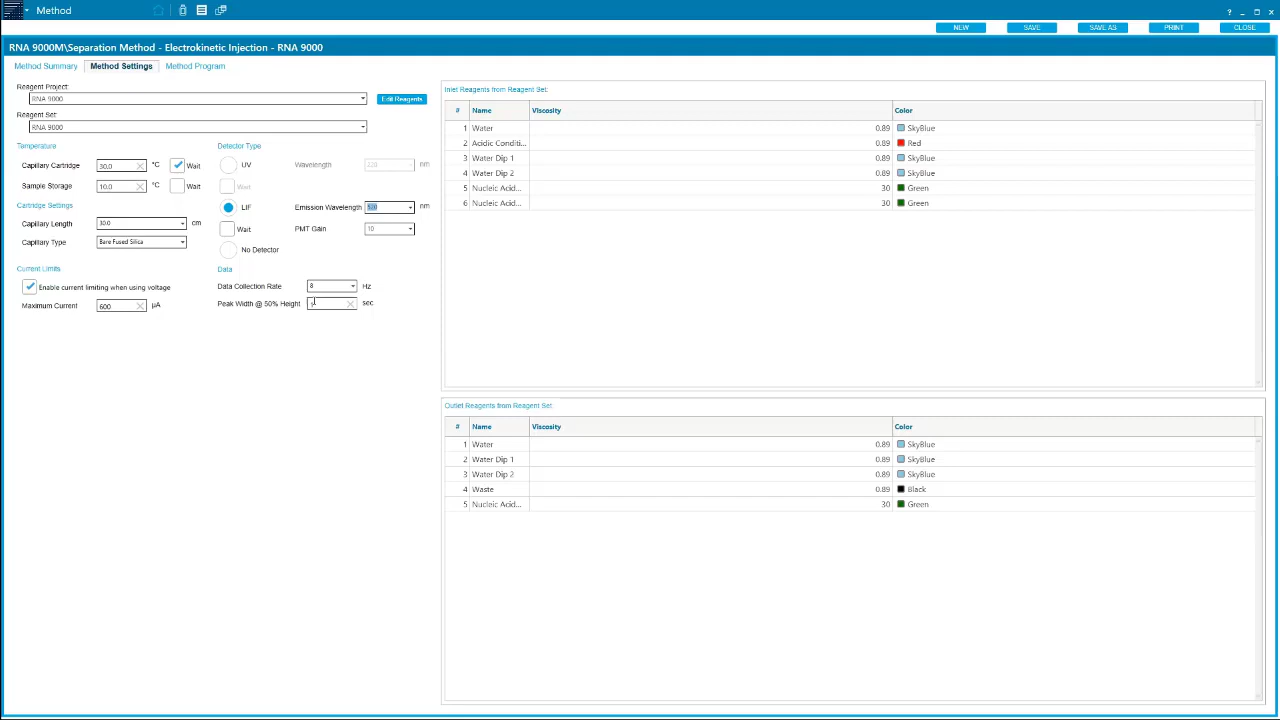 Method
?
NEW SAVE SAVE AS PRINT CLOSE
RNA 9000M\Separation Method - Electrokinetic Injection - RNA 9000
Method Summary Method Settings Method Program
Reagent Project:
RNA 9000 Edit Reagents
Reagent Set:
RNA 9000
Temperature
Capillary Cartridge 30.0 °C Wait
Sample Storage 10.0 °C Wait
Cartridge Settings
Capillary Length 30.0 cm
Capillary Type Bare Fused Silica
Current Limits
Enable current limiting when using voltage
Maximum Current 600 µA
Detector Type
UV Wavelength 220 nm
Wait
LIF Emission Wavelength 520 nm
Wait PMT Gain 10
No Detector
Data
Data Collection Rate 8 Hz
Peak Width @ 50% Height sec
Inlet Reagents from Reagent Set:
# Name Viscosity Color
1 Water 0.89 SkyBlue
2 Acidic Conditi... 0.89 Red
3 Water Dip 1 0.89 SkyBlue
4 Water Dip 2 0.89 SkyBlue
5 Nucleic Acid... 30 Green
6 Nucleic Acid... 30 Green
Outlet Reagents from Reagent Set:
# Name Viscosity Color
1 Water 0.89 SkyBlue
2 Water Dip 1 0.89 SkyBlue
3 Water Dip 2 0.89 SkyBlue
4 Waste 0.89 Black
5 Nucleic Acid... 30 Green